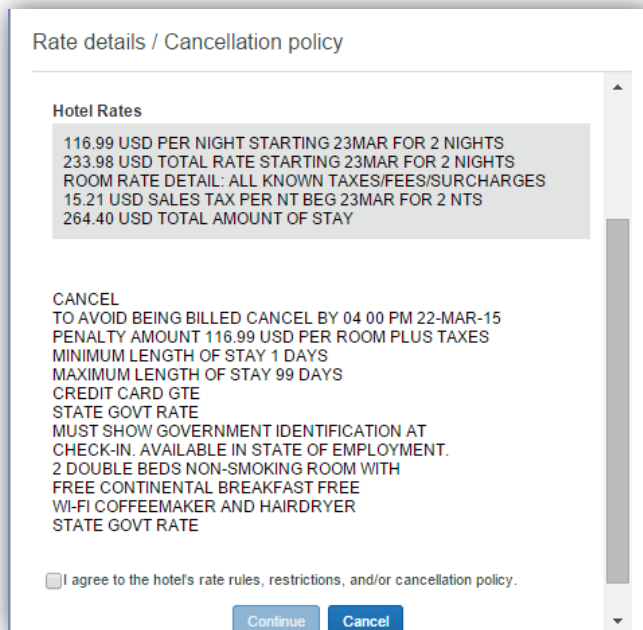 Rate details / Cancellation policy
Hotel Rates
116.99 USD PER NIGHT STARTING 23MAR FOR 2 NIGHTS
233.98 USD TOTAL RATE STARTING 23MAR FOR 2 NIGHTS
ROOM RATE DETAIL: ALL KNOWN TAXES/FEES/SURCHARGES
15.21 USD SALES TAX PER NT BEG 23MAR FOR 2 NTS
264.40 USD TOTAL AMOUNT OF STAY
CANCEL
TO AVOID BEING BILLED CANCEL BY 04 00 PM 22-MAR-15
PENALTY AMOUNT 116.99 USD PER ROOM PLUS TAXES
MINIMUM LENGTH OF STAY 1 DAYS
MAXIMUM LENGTH OF STAY 99 DAYS
CREDIT CARD GTE
STATE GOVT RATE
MUST SHOW GOVERNMENT IDENTIFICATION AT
CHECK-IN. AVAILABLE IN STATE OF EMPLOYMENT.
2 DOUBLE BEDS NON-SMOKING ROOM WITH
FREE CONTINENTAL BREAKFAST FREE
WI-FI COFFEEMAKER AND HAIRDRYER
STATE GOVT RATE
I agree to the hotel's rate rules, restrictions, and/or cancellation policy.
Continue Cancel